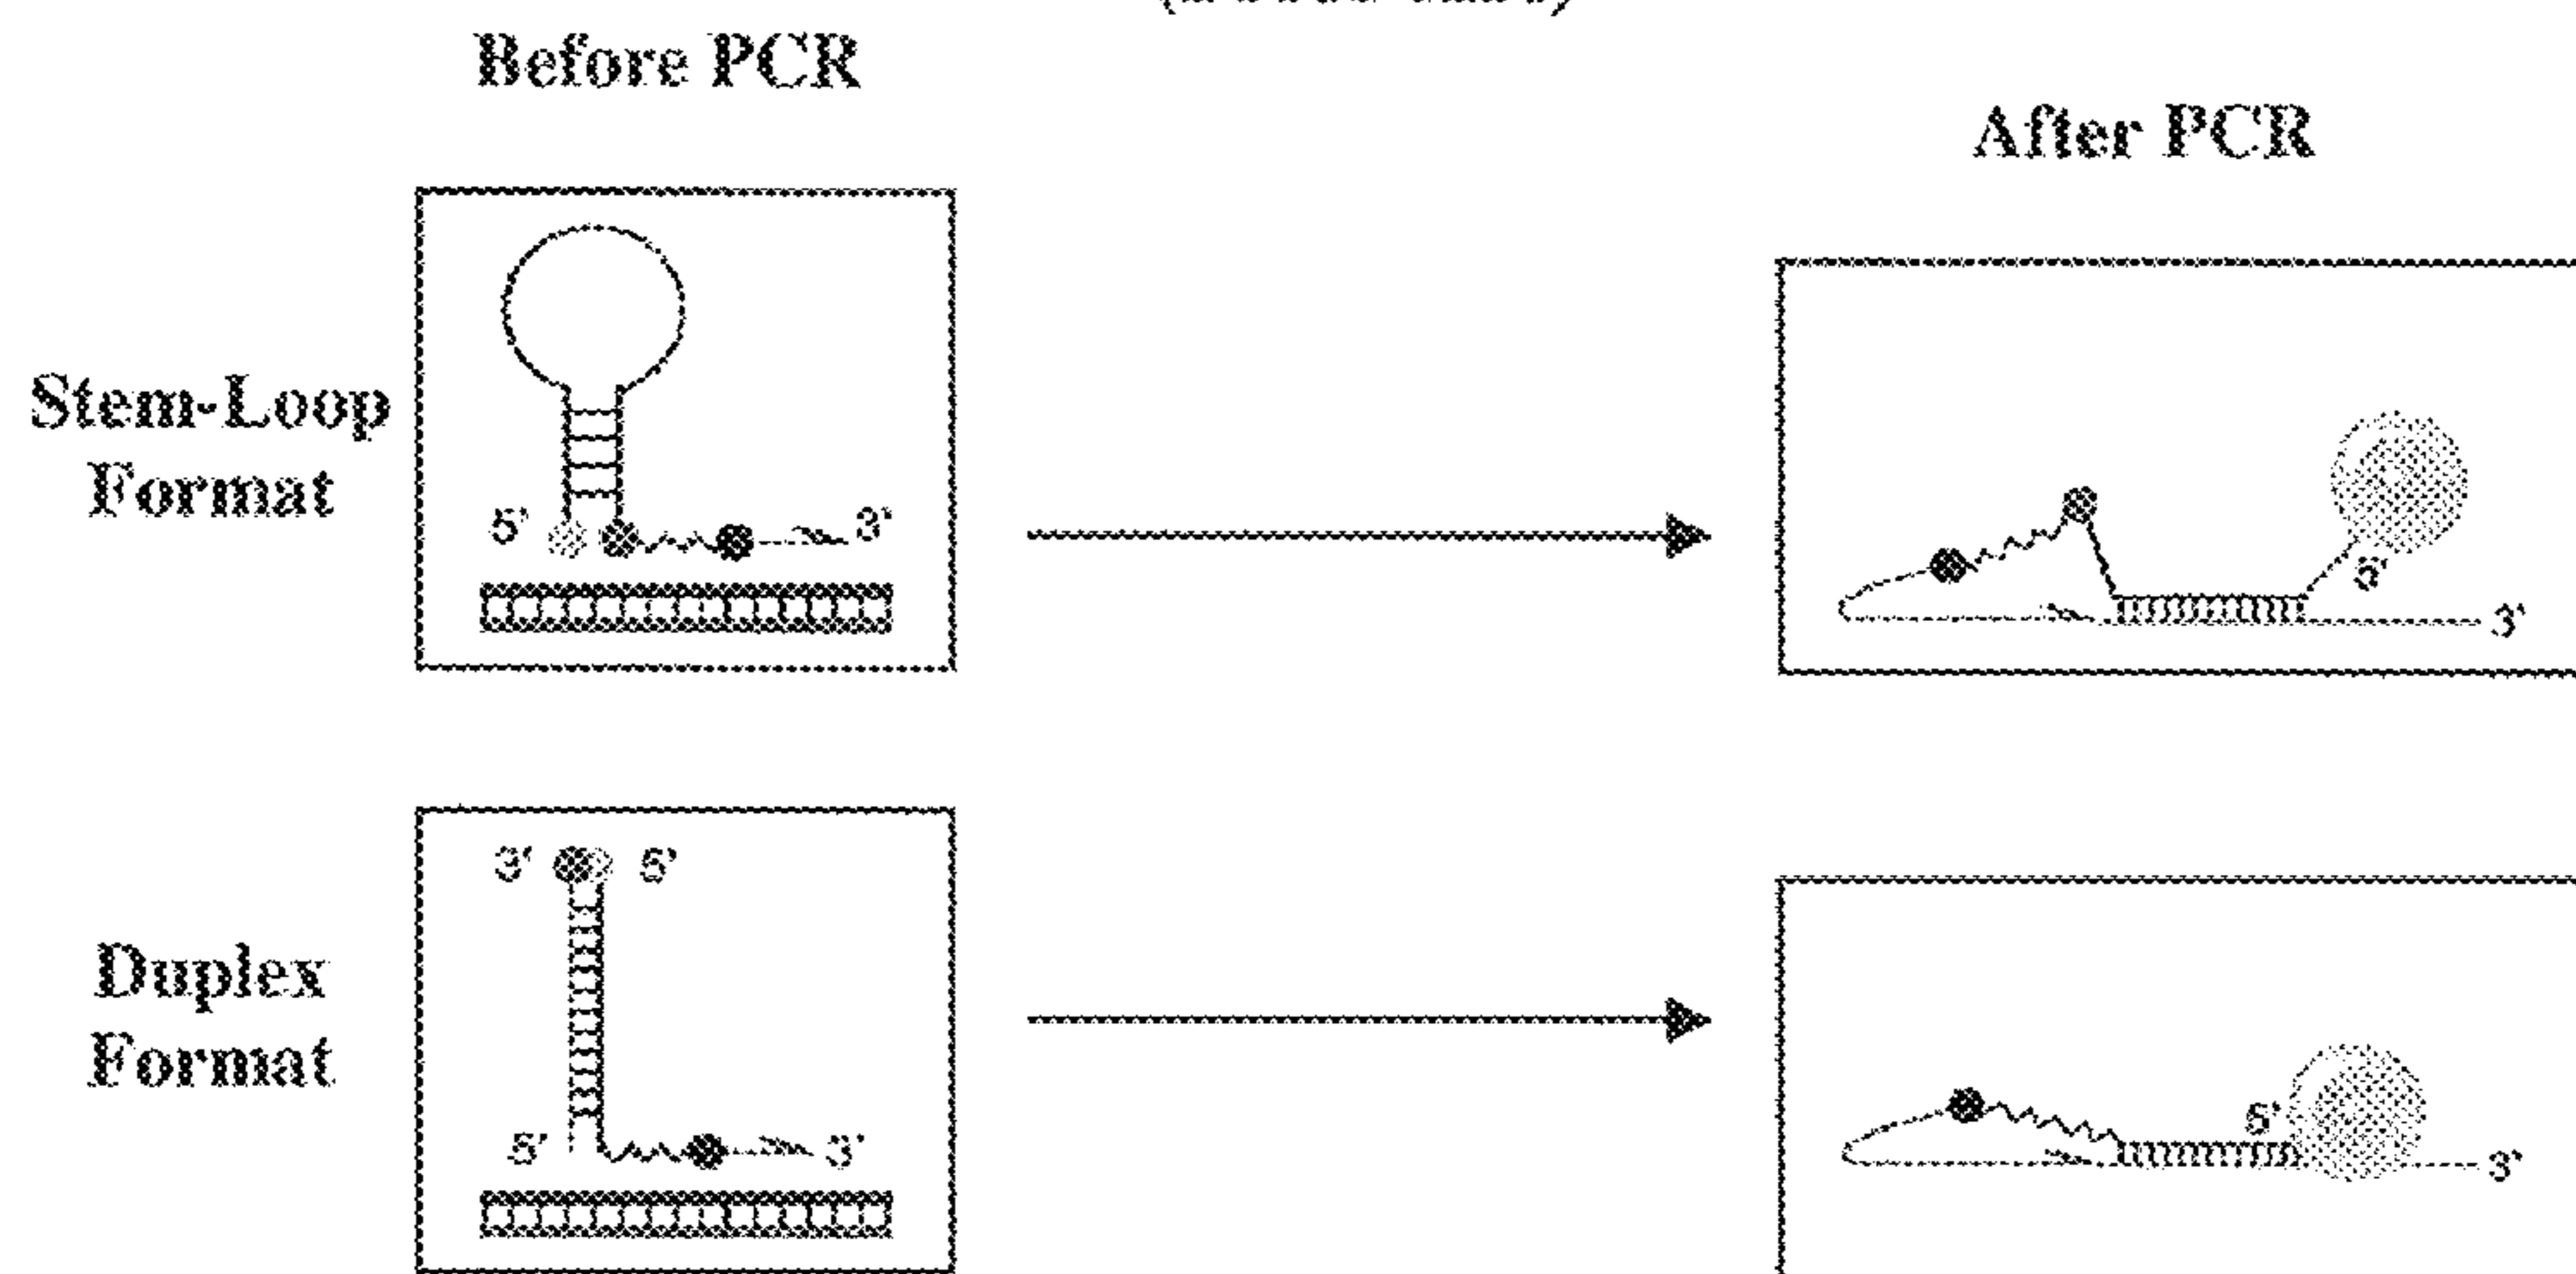 Before PCR
After PCR
Stem-Loop
Format
5'
3'
5'
3'
Duplex
Format
3'
5'
5'
3'
5'
3'